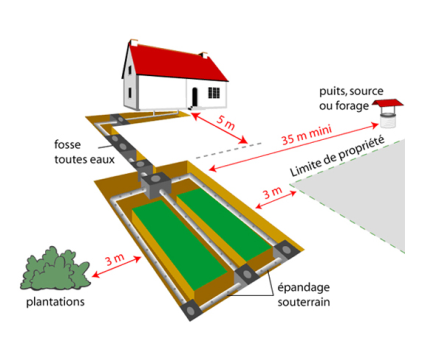 puits, source
ou forage
5 m
35 m mini
fosse
toutes eaux
Limite de propriété
3 m
3 m
plantations
épandage
souterrain